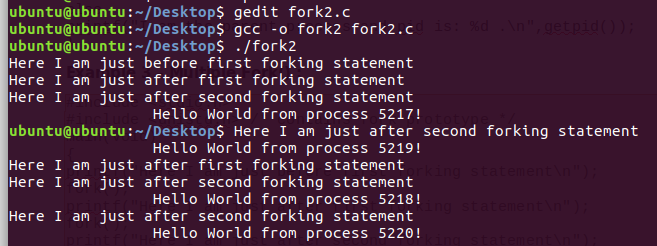 ubuntu@ubuntu:~/Desktop$ gedit fork2.c
ubuntu@ubuntu:~/Desktop$ gcc -o fork2 fork2.c
ubuntu@ubuntu:~/Desktop$ ./fork2
Here I am just before first forking statement
Here I am just after first forking statement
Here I am just after second forking statement
                Hello World from process 5217!
ubuntu@ubuntu:~/Desktop$ Here I am just after second forking statement
                Hello World from process 5219!
Here I am just after first forking statement
Here I am just after second forking statement
                Hello World from process 5218!
Here I am just after second forking statement
                Hello World from process 5220!